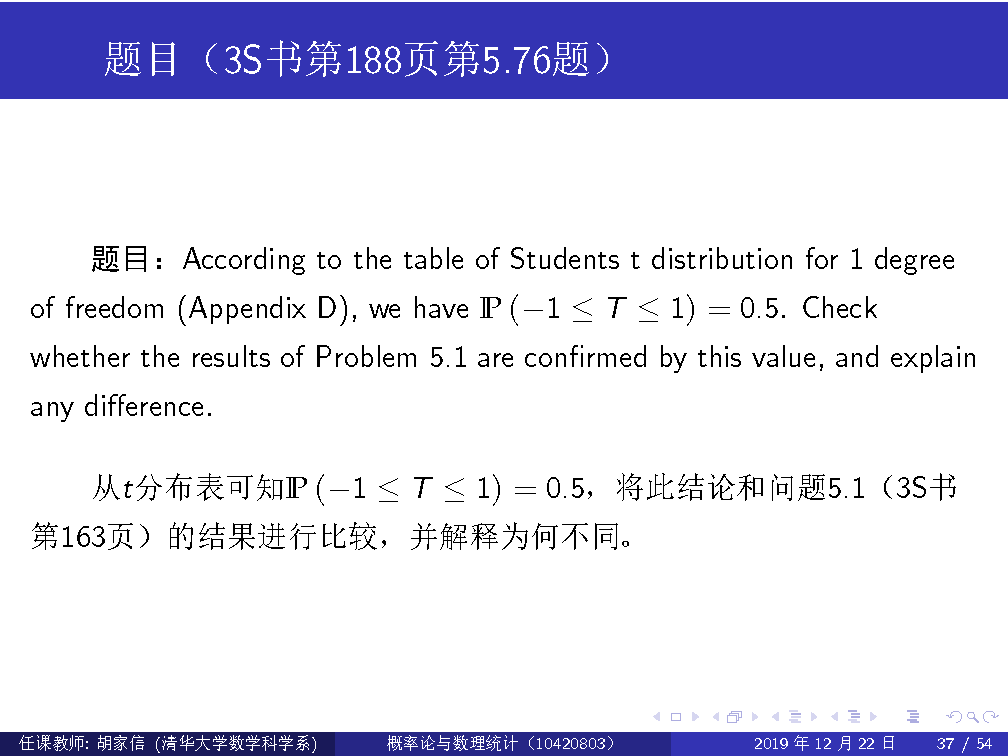 题目（3S书第188页第5.76题）
题目：According to the table of Students t distribution for 1 degree
of freedom (Appendix D), we have ℙ (−1 ≤ T ≤ 1) = 0.5. Check
whether the results of Problem 5.1 are confirmed by this value, and explain
any difference.
从t分布表可知ℙ (−1 ≤ T ≤ 1) = 0.5，将此结论和问题5.1（3S书
第163页）的结果进行比较，并解释为何不同。
任课教师: 胡家信 (清华大学数学科学系) 概率论与数理统计（10420803） 2019 年 12 月 22 日 37 / 54